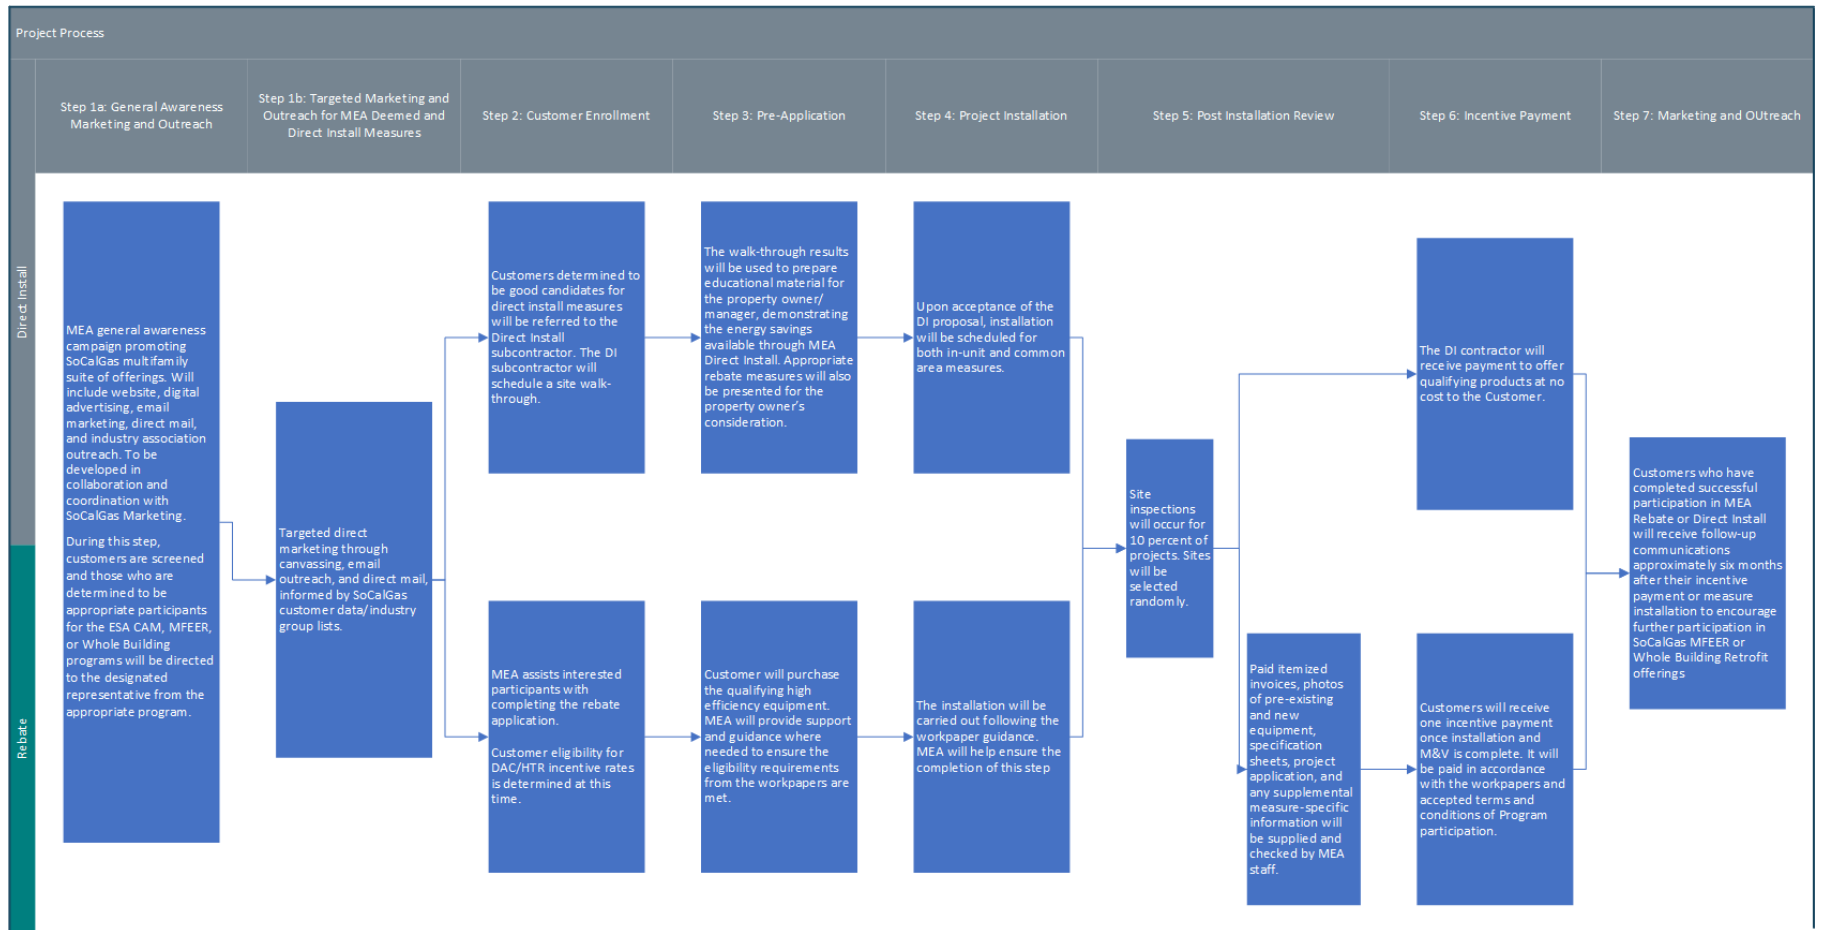 Project Process
Step 1a: General Awareness
Marketing and Outreach
Step 1b: Targeted Marketing and
Outreach for MEA Deemed and
Direct Install Measures
Step 2: Customer Enrollment
Step 3: Pre-Application
Step 4: Project Installation
Step 5: Post Installation Review
Step 6: Incentive Payment
Step 7: Marketing and OUtreach
Direct Install
Rebate
MEA general awareness
campaign promoting
SoCalGas multifamily
suite of offerings. Will
include website, digital
advertising, email
marketing, direct mail,
and industry association
outreach. To be
developed in
collaboration and
coordination with
SoCalGas Marketing.
During this step,
customers are screened
and those who are
determined to be
appropriate participants
for the ESA CAM, MFEER,
or Whole Building
programs will be directed
to the designated
representative from the
appropriate program.
Targeted direct
marketing through
canvassing, email
outreach, and direct mail,
informed by SoCalGas
customer data/industry
group lists.
Customers determined to
be good candidates for
direct install measures
will be referred to the
Direct Install
subcontractor. The DI
subcontractor will
schedule a site walk-
through.
MEA assists interested
participants with
completing the rebate
application.
Customer eligibility for
DAC/HTR incentive rates
is determined at this
time.
The walk-through results
will be used to prepare
educational material for
the property owner/
manager, demonstrating
the energy savings
available through MEA
Direct Install. Appropriate
rebate measures will also
be presented for the
property owner's
consideration.
Customer will purchase
the qualifying high
efficiency equipment.
MEA will provide support
and guidance where
needed to ensure the
eligibility requirements
from the workpapers are
met.
Upon acceptance of the
DI proposal, installation
will be scheduled for
both in-unit and common
area measures.
The installation will be
carried out following the
workpaper guidance.
MEA will help ensure the
completion of this step
Site
inspections
will occur for
10 percent of
projects. Sites
will be
selected
randomly.
Paid itemized
invoices, photos
of pre-existing
and new
equipment,
specification
sheets, project
application, and
any supplemental
measure-specific
information will
be supplied and
checked by MEA
staff.
The DI contractor will
receive payment to offer
qualifying products at no
cost to the Customer.
Customers will receive
one incentive payment
once installation and
M&V is complete. It will
be paid in accordance
with the workpapers and
accepted terms and
conditions of Program
participation.
Customers who have
completed successful
participation in MEA
Rebate or Direct Install
will receive follow-up
communications
approximately six months
after their incentive
payment or measure
installation to encourage
further participation in
SoCalGas MFEER or
Whole Building Retrofit
offerings